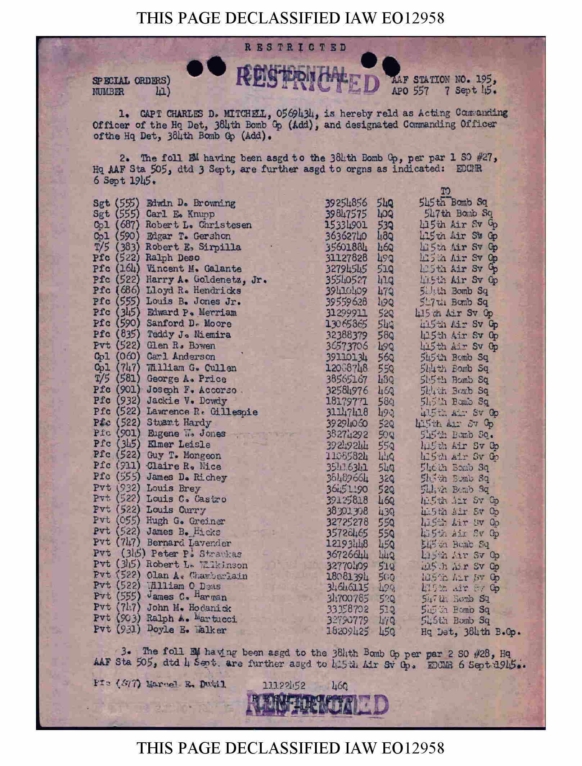 THIS PAGE DECLASSIFIED IAW EO12958
RESTRICTED
CONFIDENTIAL
RESTRICTED
SPECIAL ORDERS) AAF STATION NO. 195,
NUMBER 41) APO 557 7 Sept 45.
1. CAPT CHARLES D. MITCHELL, 0569434, is hereby reld as Acting Commanding
Officer of the Hq Det, 384th Bomb Gp (Add), and designated Commanding Officer
ofthe Hq Det, 384th Bomb Gp (Add).
2. The foll EM having been asgd to the 384th Bomb Gp, per par 1 SO #27,
Hq AAF Sta 505, dtd 3 Sept, are further asgd to orgns as indicated: EDCMR
6 Sept 1945.
TO
Sgt (555) Edwin D. Browning 39254856 54Q 545th Bomb Sq
Sgt (555) Carl E. Knupp 39847575 40Q 547th Bomb Sq
Cpl (687) Robert L. Christesen 15334901 53Q 415th Air Sv Gp
Cpl (590) Edgar T. Gershon 36362740 48Q 415th Air Sv Gp
T/5 (383) Robert E. Sirpilla 35601884 46Q 415th Air Sv Gp
Pfc (522) Ralph Deso 31127828 49Q 415th Air Sv Gp
Pfc (164) Vincent M. Galante 32794545 51Q 415th Air Sv Gp
Pfc (522) Harry A. Goldenetz, Jr. 35540527 41Q 415th Air Sv Gp
Pfc (686) Lloyd R. Hendricks 39410409 47Q 544th Bomb Sq
Pfc (555) Louis B. Jones Jr. 39559628 49Q 547th Bomb Sq
Pfc (345) Edward P. Merriam 31299911 52Q 415th Air Sv Gp
Pfc (590) Sanford D. Moore 13065865 54Q 415th Air Sv Gp
Pfc (835) Teddy J. Niemira 32388379 58Q 415th Air Sv Gp
Pvt (522) Glen R. Bowen 36573706 49Q 415th Air Sv Gp
Cpl (060) Carl Anderson 39110134 56Q 545th Bomb Sq
Cpl (747) William G. Cullen 12088748 55Q 544th Bomb Sq
T/5 (581) George A. Price 38565167 48Q 545th Bomb Sq
Pfc (901) Joseph F. Accorso 32584976 46Q 545th Bomb Sq
Pfc (932) Jackie V. Dowdy 18179771 58Q 545th Bomb Sq
Pfc (522) Lawrence R. Gillespie 31147418 49Q 415th Air Sv Gp
Pfc (522) Stuart Hardy 39294060 52Q 415th Air Sv Gp
Pfc (901) Eugene W. Jones 38274292 50Q 545th Bomb Sq.
Pfc (345) Elmer Leisle 39249244 55Q 415th Air Sv Gp
Pfc (522) Guy T. Mongeon 11065824 44Q 415th Air Sv Gp
Pfc (911) Claire R. Nice 35416341 54Q 546th Bomb Sq
Pfc (555) James D. Richey 36489664 32Q Bomb Sq
Pvt (932) Louis Brey 36451190 52Q Bomb Sq
Pvt (522) Louis C. Castro 39125818 46Q 415th Air Sv Gp
Pvt (522) Louis Curry 38301308 43Q 415th Air Sv Gp
Pvt (055) Hugh G. Greiner 32725278 55Q 415th Air Sv Gp
Pvt (522) James B. Hicks 35726465 55Q 415th Air Sv Gp
Pvt (747) Bernard Lavender 12193448 45Q Bomb Sq
Pvt (345) Peter P. 36726644 44Q 415th Air Sv Gp
Pvt (345) Robert L. Wilkinson 32770409 51Q 415th Air Sv Gp
Pvt (522) Olan A. Chamberlain 18081394 50Q 415th Air Sv Gp
Pvt (522) William O 34646115 49Q 415th Air Sv Gp
Pvt (555) James C. Harman 34700785 52Q 547th Bomb Sq
Pvt (747) John M. Hodanick 33358702 51Q Bomb Sq
Pvt (903) Ralph A. Martucci 32790779 47Q 546th Bomb Sq
Pvt (931) Doyle E. Walker 18209425 45Q Hq Det, 384th B.Gp.
3. The foll EM having been asgd to the 384th Bomb Gp per par 2 SO #28, Hq
AAF Sta 505, dtd 4 Sept. are further asgd to 415th Air Sv Gp. EDCMR 6 Sept 1945.
Pfc (877) E. Dutil 11122452 46Q
RESTRICTED
THIS PAGE DECLASSIFIED IAW EO12958